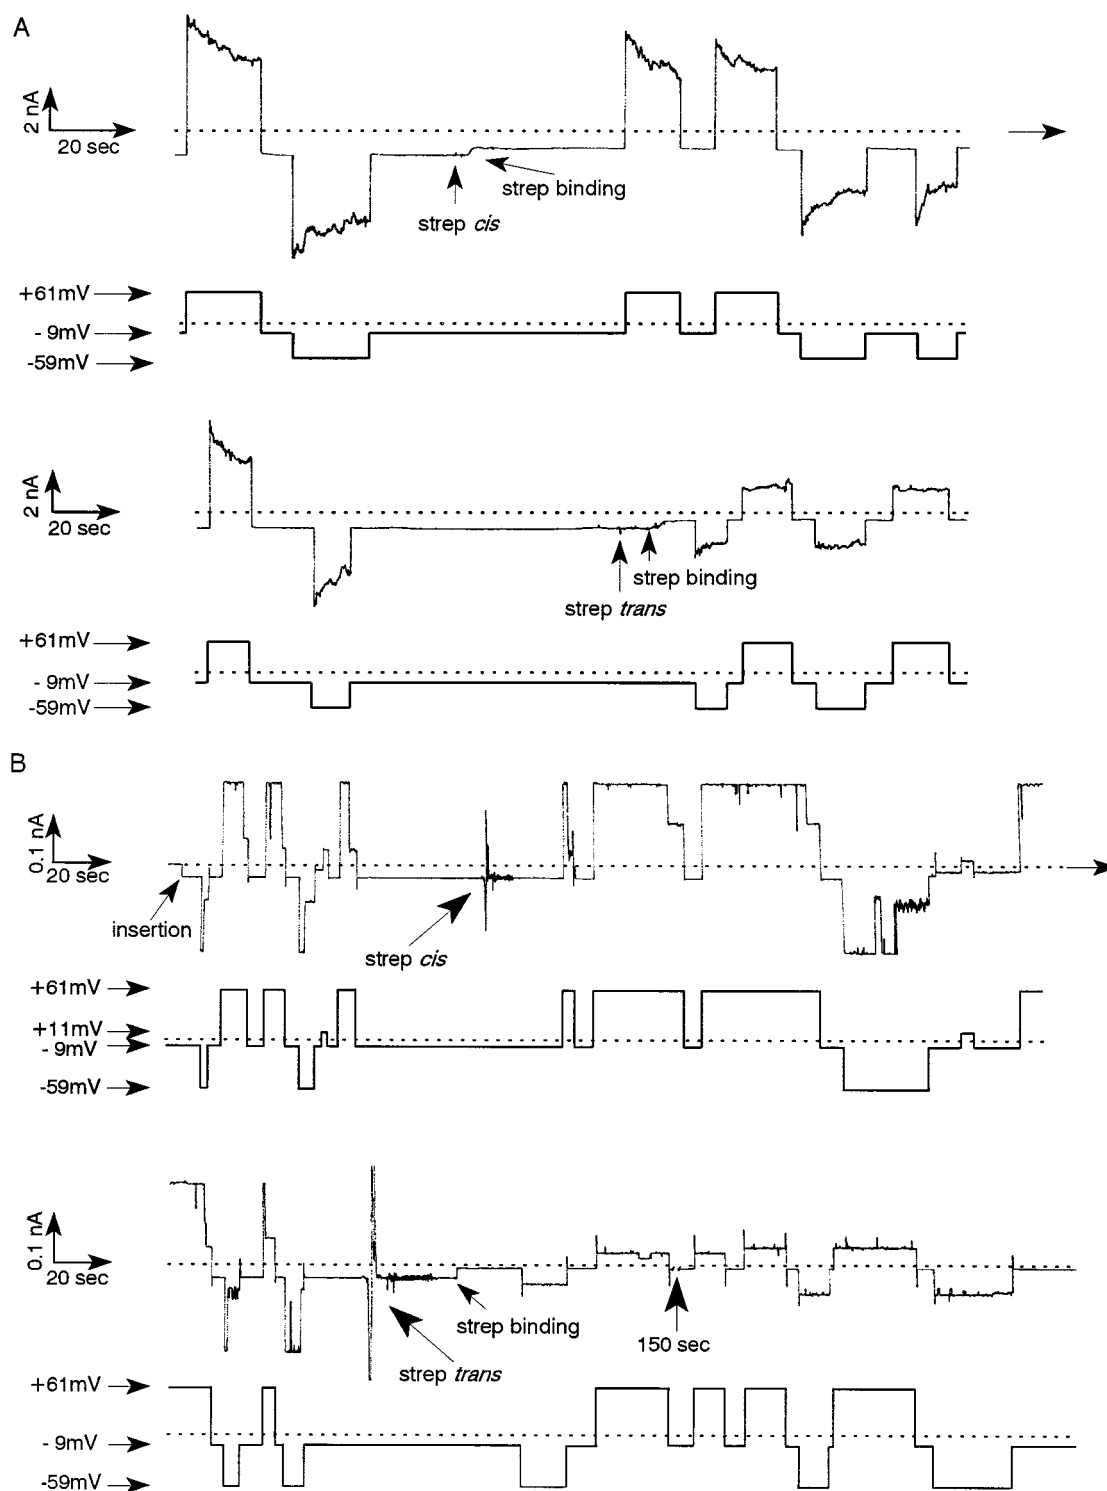 A
2 nA
20 sec
strep binding
strep cis
+61mV
- 9mV
-59mV
2 nA
20 sec
strep binding
strep trans
+61mV
- 9mV
-59mV
B
0.1 nA
20 sec
insertion
strep cis
+61mV
+11mV
- 9mV
-59mV
0.1 nA
20 sec
strep binding
150 sec
strep trans
+61mV
- 9mV
-59mV